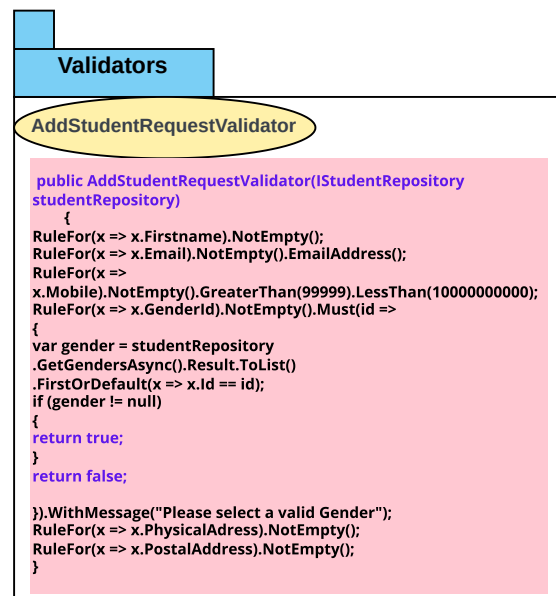 Validators
AddStudentRequestValidator
public AddStudentRequestValidator(IStudentRepository
studentRepository)
{
RuleFor(x => x.Firstname).NotEmpty();
RuleFor(x => x.Email).NotEmpty().EmailAddress();
RuleFor(x =>
x.Mobile).NotEmpty().GreaterThan(99999).LessThan(10000000000);
RuleFor(x => x.GenderId).NotEmpty().Must(id =>
{
var gender = studentRepository
.GetGendersAsync().Result.ToList()
.FirstOrDefault(x => x.Id == id);
if (gender != null)
{
return true;
}
return false;
}).WithMessage("Please select a valid Gender");
RuleFor(x => x.PhysicalAdress).NotEmpty();
RuleFor(x => x.PostalAddress).NotEmpty();
}